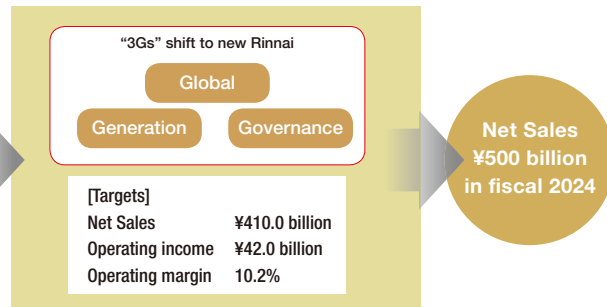 “3Gs” shift to new Rinnai
Global
Generation Governance
[Targets]
Net Sales ¥410.0 billion
Operating income ¥42.0 billion
Operating margin 10.2%
Net Sales
¥500 billion
in fiscal 2024